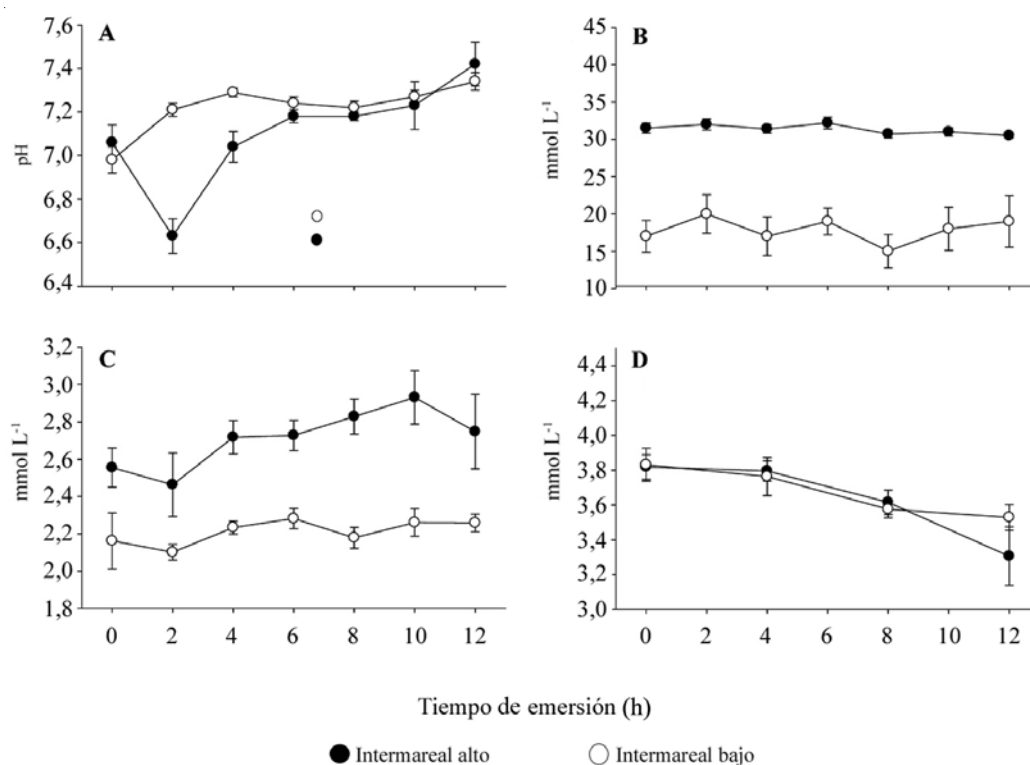 A
7,6
7,4
7,2
7,0
6,8
6,6
6,4
pH
B
45
40
35
30
25
20
15
10
mmol L⁻¹
C
3,2
3,0
2,8
2,6
2,4
2,2
2,0
1,8
mmol L⁻¹
0 2 4 6 8 10 12
D
4,4
4,2
4,0
3,8
3,6
3,4
3,2
3,0
mmol L⁻¹
0 2 4 6 8 10 12
Tiempo de emersión (h)
Intermareal alto
Intermareal bajo